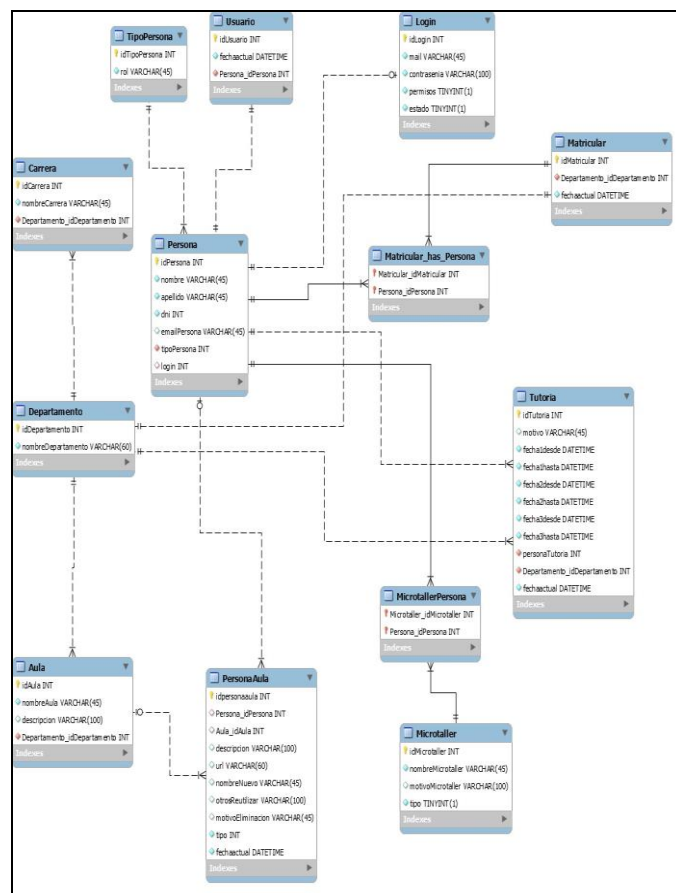 TipoPersona
idTipoPersona INT
rol VARCHAR(45)
Indexes
Usuario
idUsuario INT
fechaactual DATETIME
Persona_idPersona INT
Indexes
Login
idLogin INT
mail VARCHAR(45)
contrasenia VARCHAR(100)
permisos TINYINT(1)
estado TINYINT(1)
Indexes
Matricular
idMatricular INT
Departamento_idDepartamento INT
fechaactual DATETIME
Indexes
Carrera
idCarrera INT
nombreCarrera VARCHAR(45)
Departamento_idDepartamento INT
Indexes
Persona
idPersona INT
nombre VARCHAR(45)
apellido VARCHAR(45)
dni INT
emailPersona VARCHAR(45)
tipoPersona INT
login INT
Indexes
Matricular_has_Persona
Matricular_idMatricular INT
Persona_idPersona INT
Indexes
Departamento
idDepartamento INT
nombreDepartamento VARCHAR(60)
Indexes
Tutoria
idTutoria INT
motivo VARCHAR(45)
fecha1desde DATETIME
fecha1hasta DATETIME
fecha2desde DATETIME
fecha2hasta DATETIME
fecha3desde DATETIME
fecha3hasta DATETIME
personaTutoria INT
Departamento_idDepartamento INT
fechaactual DATETIME
Indexes
MicrotallerPersona
Microtaller_idMicrotaller INT
Persona_idPersona INT
Indexes
Aula
idAula INT
nombreAula VARCHAR(45)
descripcion VARCHAR(100)
Departamento_idDepartamento INT
Indexes
PersonaAula
idpersonaaula INT
Persona_idPersona INT
Aula_idAula INT
descripcion VARCHAR(100)
url VARCHAR(60)
nombreNuevo VARCHAR(45)
otrosReutilizar VARCHAR(100)
motivoEliminacion VARCHAR(45)
tipo INT
fechaactual DATETIME
Indexes
Microtaller
idMicrotaller INT
nombreMicrotaller VARCHAR(45)
motivoMicrotaller VARCHAR(100)
tipo TINYINT(1)
Indexes